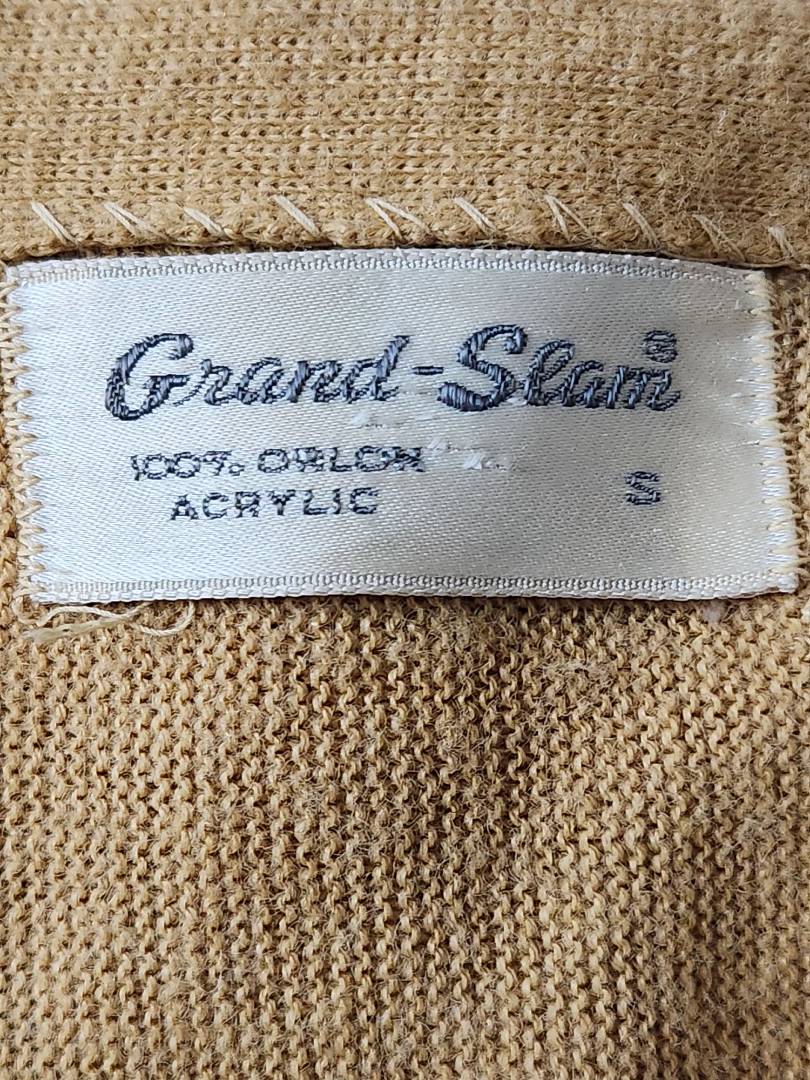 Grand-Slam®
100% ORLON
ACRYLIC
S